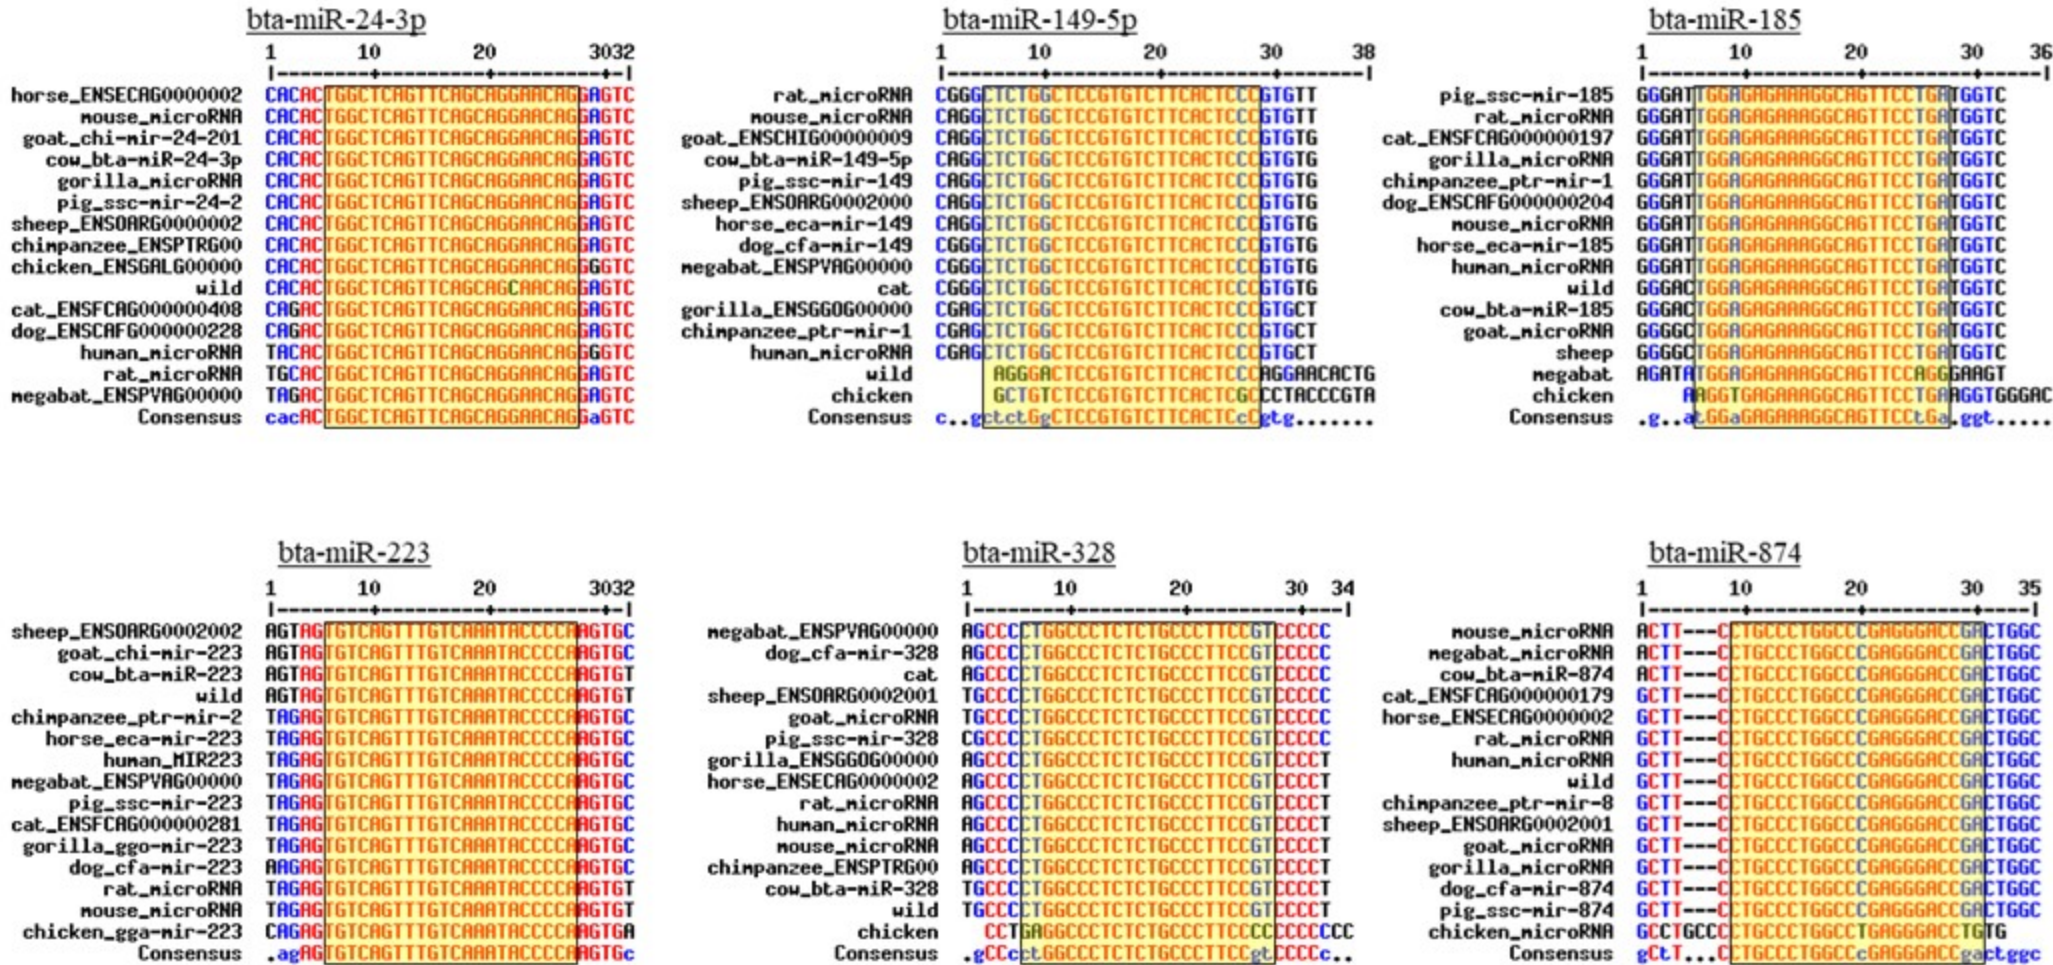 bta-miR-24-3p
1 10 20 3032
horse_ENSECAG0000002 CACACTGGCTCAGTTCAGCAGGAACAGGAGTC
mouse_microRNA CACACTGGCTCAGTTCAGCAGGAACAGGAGTC
goat_chi-mir-24-201 CACACTGGCTCAGTTCAGCAGGAACAGGAGTC
cow_bta-miR-24-3p CACACTGGCTCAGTTCAGCAGGAACAGGAGTC
gorilla_microRNA CACACTGGCTCAGTTCAGCAGGAACAGGAGTC
pig_ssc-mir-24-2 CACACTGGCTCAGTTCAGCAGGAACAGGAGTC
sheep_ENSOARG0000002 CACACTGGCTCAGTTCAGCAGGAACAGGAGTC
chimpanzee_ENSPTRG00 CACACTGGCTCAGTTCAGCAGGAACAGGAGTC
chicken_ENSGALG00000 CACACTGGCTCAGTTCAGCAGGAACAGGGGTC
wild CACACTGGCTCAGTTCAGCAGCAACAGGAGTC
cat_ENSFCAG000000408 CAGACTGGCTCAGTTCAGCAGGAACAGGAGTC
dog_ENSCAFG000000228 CAGACTGGCTCAGTTCAGCAGGAACAGGAGTC
human_microRNA TACACTGGCTCAGTTCAGCAGGAACAGGGGTC
rat_microRNA TGCACTGGCTCAGTTCAGCAGGAACAGGAGTC
megabat_ENSPVAG00000 TAGACTGGCTCAGTTCAGCAGGAACAGGAGTC
Consensus cacACTGGCTCAGTTCAGCAGGAACAGGaGTC
bta-miR-149-5p
1 10 20 30 38
rat_microRNA CGGGCTCTGGCTCCGTGTCTTCACTCCCGTGTT
mouse_microRNA CAGGCTCTGGCTCCGTGTCTTCACTCCCGTGTT
goat_ENSCHIG00000009 CAGGCTCTGGCTCCGTGTCTTCACTCCCGTGTG
cow_bta-miR-149-5p CAGGCTCTGGCTCCGTGTCTTCACTCCCGTGTG
pig_ssc-mir-149 CAGGCTCTGGCTCCGTGTCTTCACTCCCGTGTG
sheep_ENSOARG0002000 CAGGCTCTGGCTCCGTGTCTTCACTCCCGTGTG
horse_eca-mir-149 CAGGCTCTGGCTCCGTGTCTTCACTCCCGTGTG
dog_cfa-mir-149 CGGGCTCTGGCTCCGTGTCTTCACTCCCGTGTG
megabat_ENSPVAG00000 CGGGCTCTGGCTCCGTGTCTTCACTCCCGTGTG
cat CGGGCTCTGGCTCCGTGTCTTCACTCCCGTGTG
gorilla_ENSGGOG00000 CGAGCTCTGGCTCCGTGTCTTCACTCCCGTGCT
chimpanzee_ptr-mir-1 CGAGCTCTGGCTCCGTGTCTTCACTCCCGTGCT
human_microRNA CGAGCTCTGGCTCCGTGTCTTCACTCCCGTGCT
wild AGGGACTCCGTGTCTTCACTCCCAGGAACACTG
chicken GCTGTCTCCGTGTCTTCACTCGCCCTACCCGTA
Consensus c..gctctGgCTCCGTGTCTTCACTCcCgtg.......
bta-miR-185
1 10 20 30 36
pig_ssc-mir-185 GGGATTGGAGAGAAAGGCAGTTCCTGATGGTC
rat_microRNA GGGATTGGAGAGAAAGGCAGTTCCTGATGGTC
cat_ENSFCAG000000197 GGGATTGGAGAGAAAGGCAGTTCCTGATGGTC
gorilla_microRNA GGGATTGGAGAGAAAGGCAGTTCCTGATGGTC
chimpanzee_ptr-mir-1 GGGATTGGAGAGAAAGGCAGTTCCTGATGGTC
dog_ENSCAFG000000204 GGGATTGGAGAGAAAGGCAGTTCCTGATGGTC
mouse_microRNA GGGATTGGAGAGAAAGGCAGTTCCTGATGGTC
horse_eca-mir-185 GGGATTGGAGAGAAAGGCAGTTCCTGATGGTC
human_microRNA GGGATTGGAGAGAAAGGCAGTTCCTGATGGTC
wild GGGACTGGAGAGAAAGGCAGTTCCTGATGGTC
cow_bta-miR-185 GGGACTGGAGAGAAAGGCAGTTCCTGATGGTC
goat_microRNA GGGGCTGGAGAGAAAGGCAGTTCCTGATGGTC
sheep GGGGCTGGAGAGAAAGGCAGTTCCTGATGGTC
megabat AGATATGGAGAGAAAGGCAGTTCCAGGGAAGT
chicken AAGGTGAGAAAGGCAGTTCCTGAAGGTGGGAC
Consensus .g..atGGaGAGAAAGGCAGTTCCtGa.ggt.....
bta-miR-223
1 10 20 3032
sheep_ENSOARG0002002 AGTAGTGTCAGTTTGTCAAATACCCCAAGTGC
goat_chi-mir-223 AGTAGTGTCAGTTTGTCAAATACCCCAAGTGC
cow_bta-miR-223 AGTAGTGTCAGTTTGTCAAATACCCCAAGTGT
wild AGTAGTGTCAGTTTGTCAAATACCCCAAGTGT
chimpanzee_ptr-mir-2 TAGAGTGTCAGTTTGTCAAATACCCCAAGTGC
horse_eca-mir-223 TAGAGTGTCAGTTTGTCAAATACCCCAAGTGC
human_MIR223 TAGAGTGTCAGTTTGTCAAATACCCCAAGTGC
megabat_ENSPVAG00000 TAGAGTGTCAGTTTGTCAAATACCCCAAGTGC
pig_ssc-mir-223 TAGAGTGTCAGTTTGTCAAATACCCCAAGTGC
cat_ENSFCAG000000281 TAGAGTGTCAGTTTGTCAAATACCCCAAGTGC
gorilla_ggo-mir-223 TAGAGTGTCAGTTTGTCAAATACCCCAAGTGC
dog_cfa-mir-223 AAGAGTGTCAGTTTGTCAAATACCCCAAGTGC
rat_microRNA TAGAGTGTCAGTTTGTCAAATACCCCAAGTGT
mouse_microRNA TAGAGTGTCAGTTTGTCAAATACCCCAAGTGT
chicken_gga-mir-223 CAGAGTGTCAGTTTGTCAAATACCCCAAGTGA
Consensus .agAGTGTCAGTTTGTCAAATACCCCAAGTGc
bta-miR-328
1 10 20 30 34
megabat_ENSPVAG00000 AGCCCCTGGCCCTCTCTGCCCTTCCGTCCCCC
dog_cfa-mir-328 AGCCCCTGGCCCTCTCTGCCCTTCCGTCCCCC
cat AGCCCCTGGCCCTCTCTGCCCTTCCGTCCCCC
sheep_ENSOARG0002001 TGCCCCTGGCCCTCTCTGCCCTTCCGTCCCCC
goat_microRNA TGCCCCTGGCCCTCTCTGCCCTTCCGTCCCCC
pig_ssc-mir-328 CGCCCCTGGCCCTCTCTGCCCTTCCGTCCCCC
gorilla_ENSGGOG00000 AGCCCCTGGCCCTCTCTGCCCTTCCGTCCCCT
horse_ENSECAG0000002 AGCCCCTGGCCCTCTCTGCCCTTCCGTCCCCT
rat_microRNA AGCCCCTGGCCCTCTCTGCCCTTCCGTCCCCT
human_microRNA AGCCCCTGGCCCTCTCTGCCCTTCCGTCCCCT
mouse_microRNA AGCCCCTGGCCCTCTCTGCCCTTCCGTCCCCT
chimpanzee_ENSPTRG00 AGCCCCTGGCCCTCTCTGCCCTTCCGTCCCCT
cow_bta-miR-328 TGCCCCTGGCCCTCTCTGCCCTTCCGTCCCCT
wild TGCCCCTGGCCCTCTCTGCCCTTCCGTCCCCT
chicken CCTGAGGCCCTCTCTGCCCTTCCCCCCCCCCC
Consensus .gCCcctGGCCCTCTCTGCCCTTCCgtCCCCc..
bta-miR-874
1 10 20 30 35
mouse_microRNA ACTT---CCTGCCCTGGCCCGAGGGACCGACTGGC
megabat_microRNA ACTT---CCTGCCCTGGCCCGAGGGACCGACTGGC
cow_bta-miR-874 ACTT---CCTGCCCTGGCCCGAGGGACCGACTGGC
cat_ENSFCAG000000179 GCTT---CCTGCCCTGGCCCGAGGGACCGACTGGC
horse_ENSECAG0000002 GCTT---CCTGCCCTGGCCCGAGGGACCGACTGGC
rat_microRNA GCTT---CCTGCCCTGGCCCGAGGGACCGACTGGC
human_microRNA GCTT---CCTGCCCTGGCCCGAGGGACCGACTGGC
wild GCTT---CCTGCCCTGGCCCGAGGGACCGACTGGC
chimpanzee_ptr-mir-8 GCTT---CCTGCCCTGGCCCGAGGGACCGACTGGC
sheep_ENSOARG0002001 GCTT---CCTGCCCTGGCCCGAGGGACCGACTGGC
goat_microRNA GCTT---CCTGCCCTGGCCCGAGGGACCGACTGGC
gorilla_microRNA GCTT---CCTGCCCTGGCCCGAGGGACCGACTGGC
dog_cfa-mir-874 GCTT---CCTGCCCTGGCCCGAGGGACCGACTGGC
pig_ssc-mir-874 GCTT---CCTGCCCTGGCCCGAGGGACCGACTGGC
chicken_microRNA GCCTGCCCCTGCCCTGGCCTGAGGGACCTGTG
Consensus gCtT...CCTGCCCTGGCCcGAGGGACCgactggc